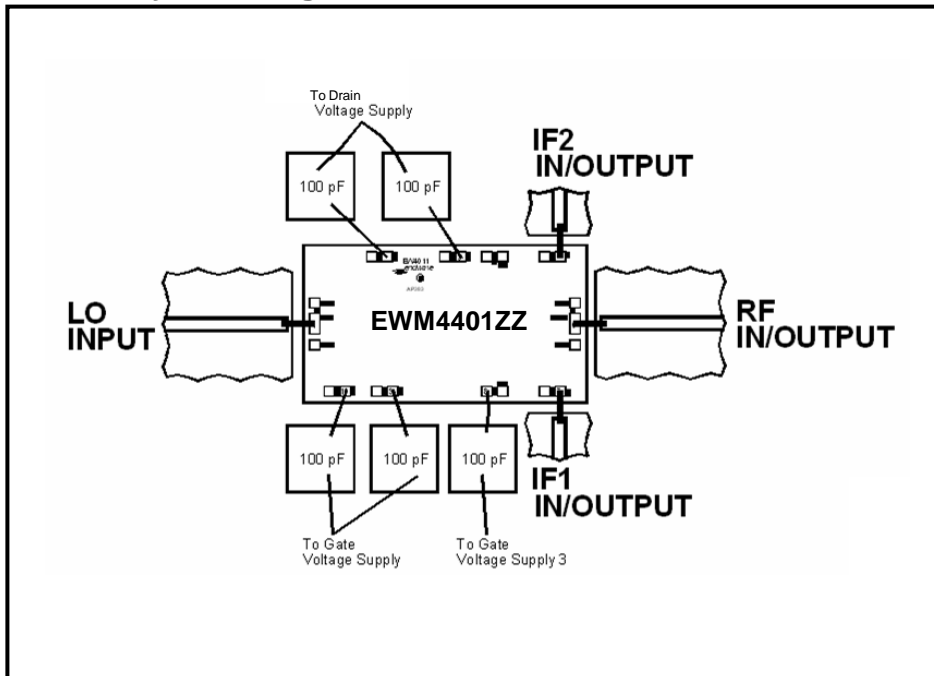 To Drain
Voltage Supply
IF2
IN/OUTPUT
100 pF
100 pF
LO
INPUT
EWM4401ZZ
RF
IN/OUTPUT
100 pF
100 pF
100 pF
IF1
IN/OUTPUT
To Gate
Voltage Supply
To Gate
Voltage Supply 3